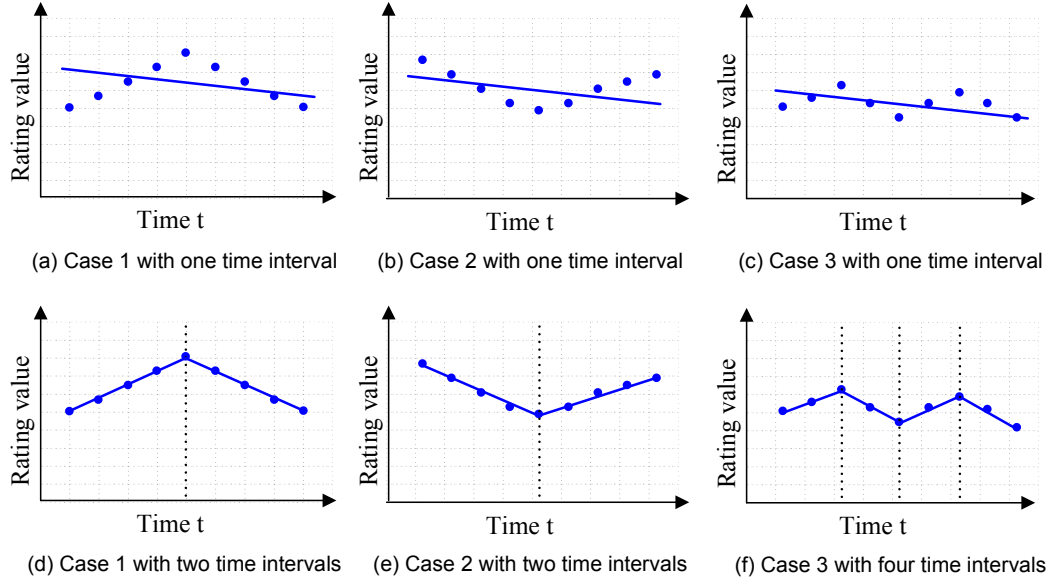 Rating value
Rating value
Rating value
Time t
Time t
Time t
(a) Case 1 with one time interval
(b) Case 2 with one time interval
(c) Case 3 with one time interval
Rating value
Rating value
Rating value
Time t
Time t
Time t
(d) Case 1 with two time intervals
(e) Case 2 with two time intervals
(f) Case 3 with four time intervals